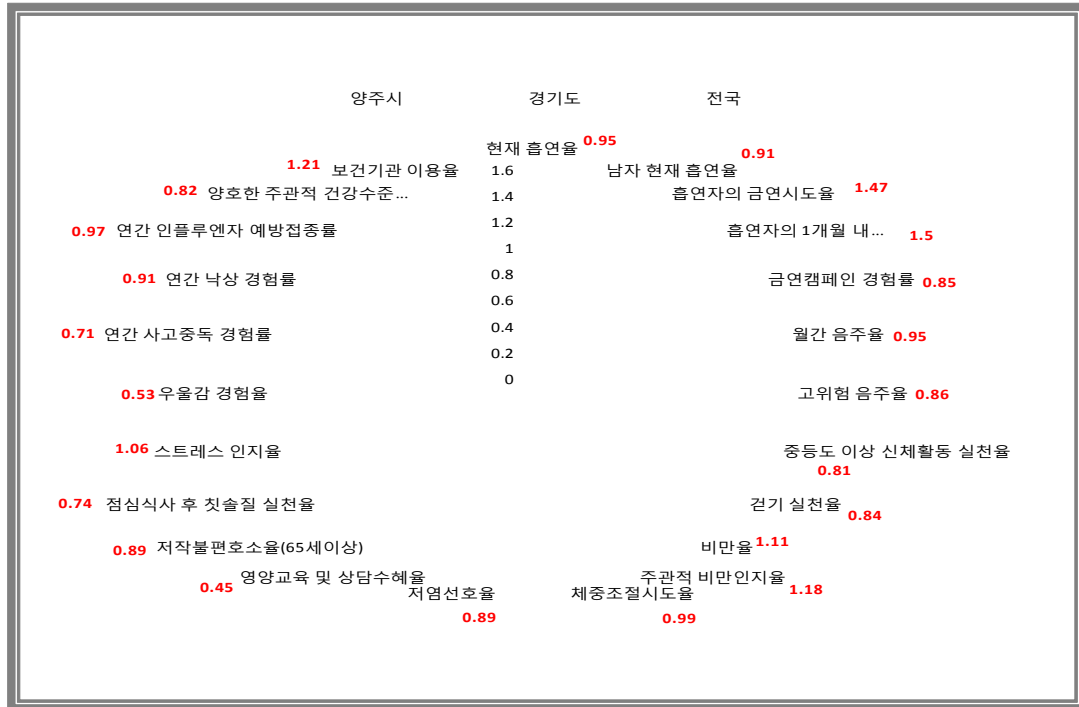 양주시 경기도 전국
현재 흡연율 0.95
남자 현재 흡연율 0.91
흡연자의 금연시도율 1.47
흡연자의 1개월 내... 1.5
금연캠페인 경험률 0.85
월간 음주율 0.95
고위험 음주율 0.86
중등도 이상 신체활동 실천율
0.81
걷기 실천율 0.84
비만율 1.11
주관적 비만인지율 1.18
체중조절시도율
0.99
저염선호율
0.89
영양교육 및 상담수혜율
0.45
0.89 저작불편호소율(65세이상)
0.74 점심식사 후 칫솔질 실천율
1.06 스트레스 인지율
0.53 우울감 경험율
0.71 연간 사고중독 경험률
0.91 연간 낙상 경험률
0.97 연간 인플루엔자 예방접종률
0.82 양호한 주관적 건강수준...
1.21 보건기관 이용율
1.6
1.4
1.2
1
0.8
0.6
0.4
0.2
0